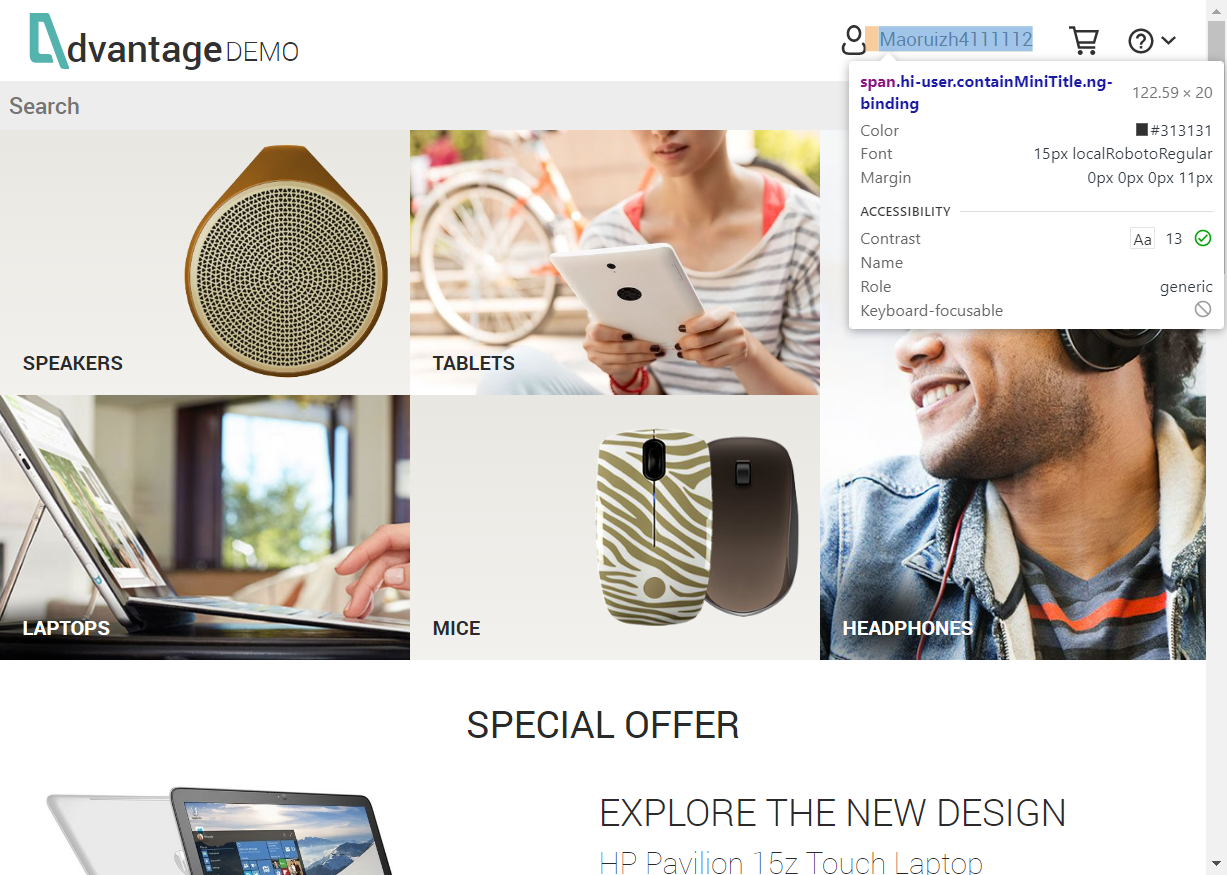 dvantage DEMO
Maoruizh4111112
Search
span.hi-user.containMiniTitle.ng-
binding
122.59 × 20
Color #313131
Font 15px localRobotoRegular
Margin 0px 0px 0px 11px
ACCESSIBILITY
Contrast Aa 13
Name
Role generic
Keyboard-focusable
SPEAKERS
TABLETS
LAPTOPS
MICE
HEADPHONES
SPECIAL OFFER
EXPLORE THE NEW DESIGN
HP Pavilion 15z Touch Laptop